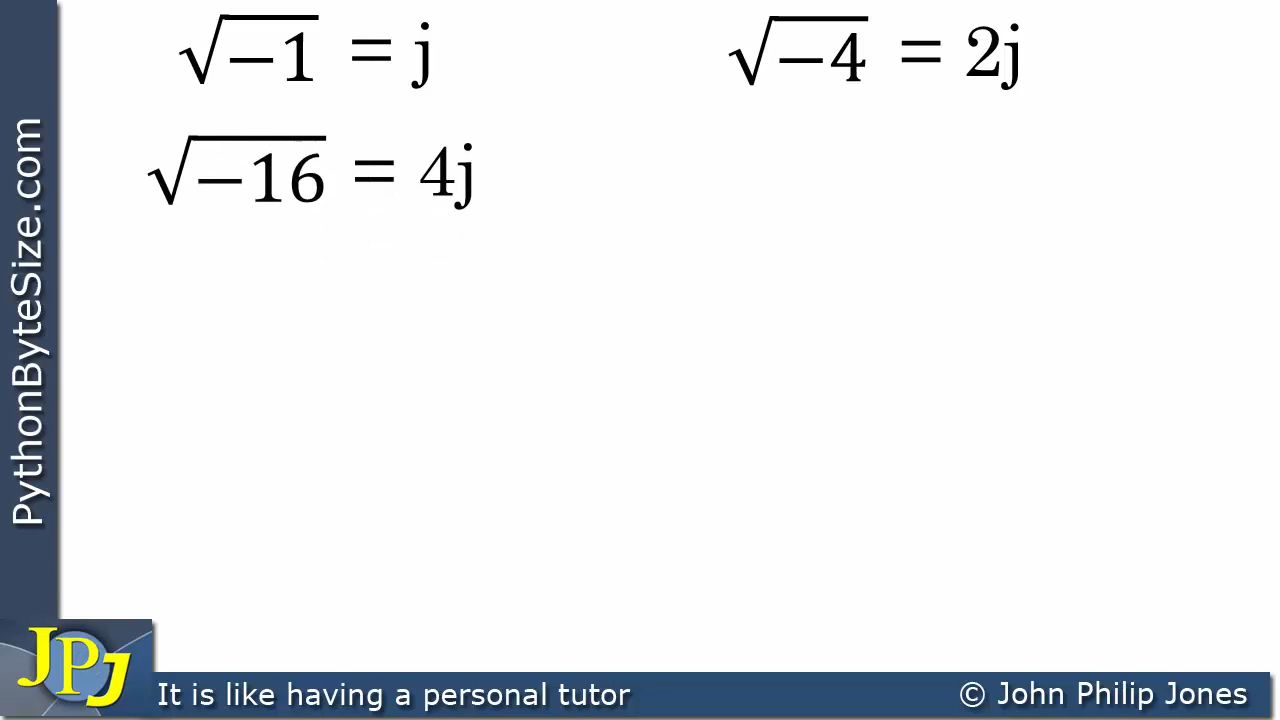 √−1 = j
√−4 = 2j
√−16 = 4j
PythonByteSize.com
JPJ
It is like having a personal tutor
© John Philip Jones